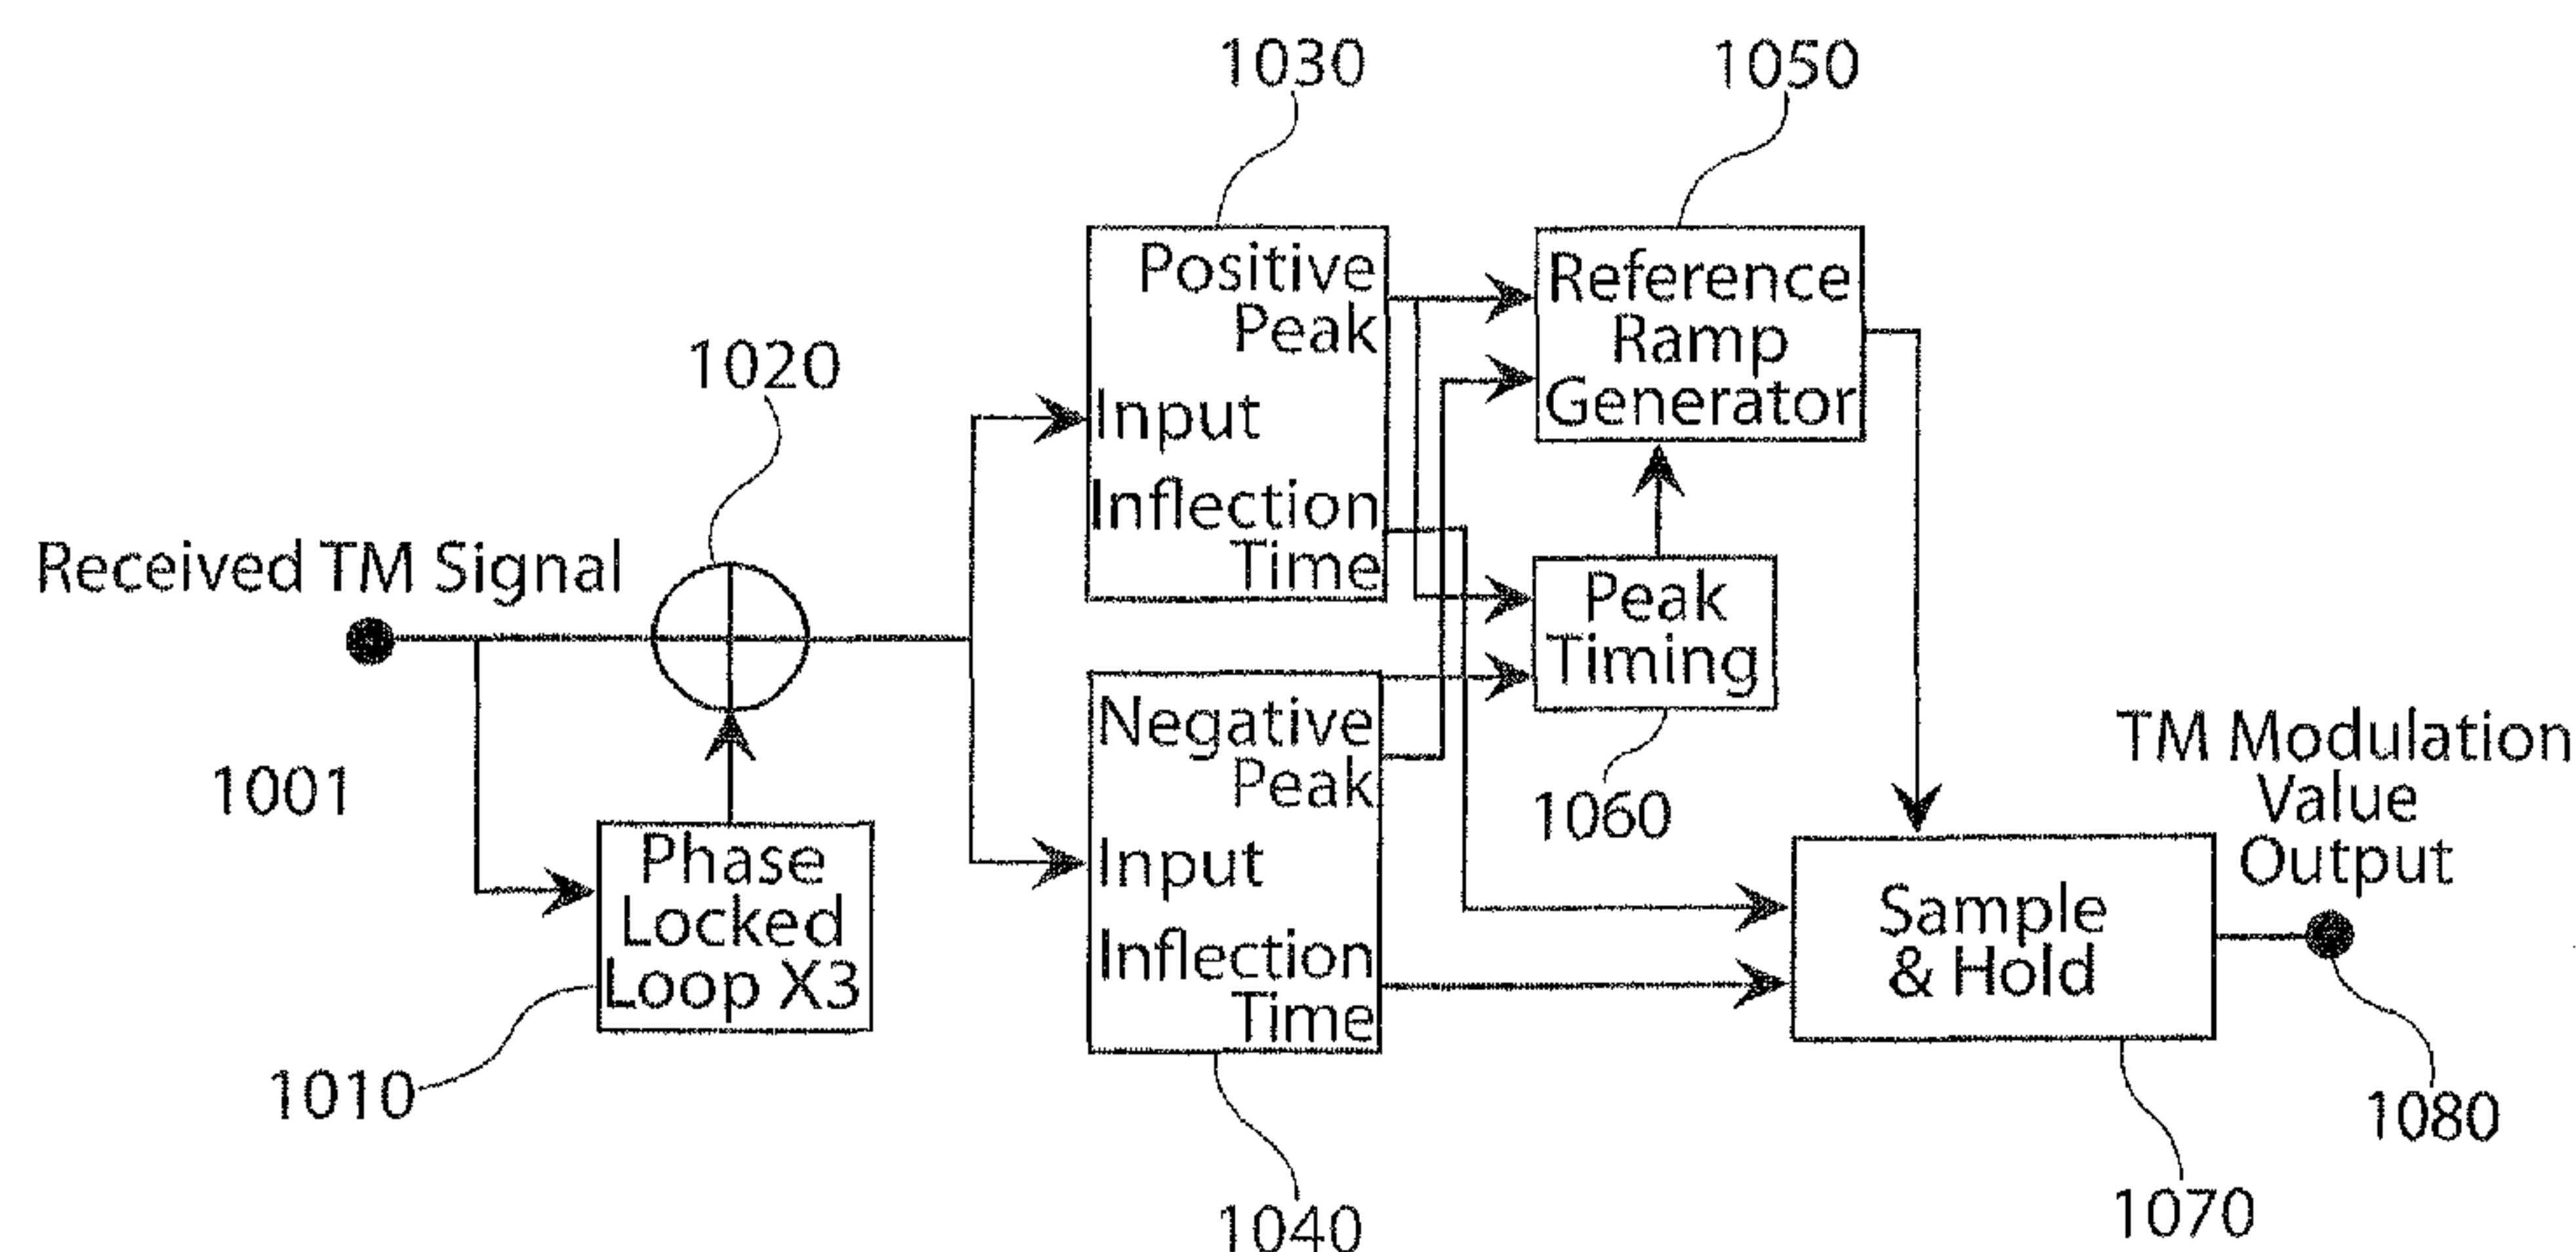 1030
1050
Positive
Peak
Input
Inflection
Time
Reference
Ramp
Generator
1020
Received TM Signal
Peak
Timing
1060
1001
Phase
Locked
Loop X3
1010
Negative
Peak
Input
Inflection
Time
1040
TM Modulation
Value
Output
Sample
& Hold
1080
1070